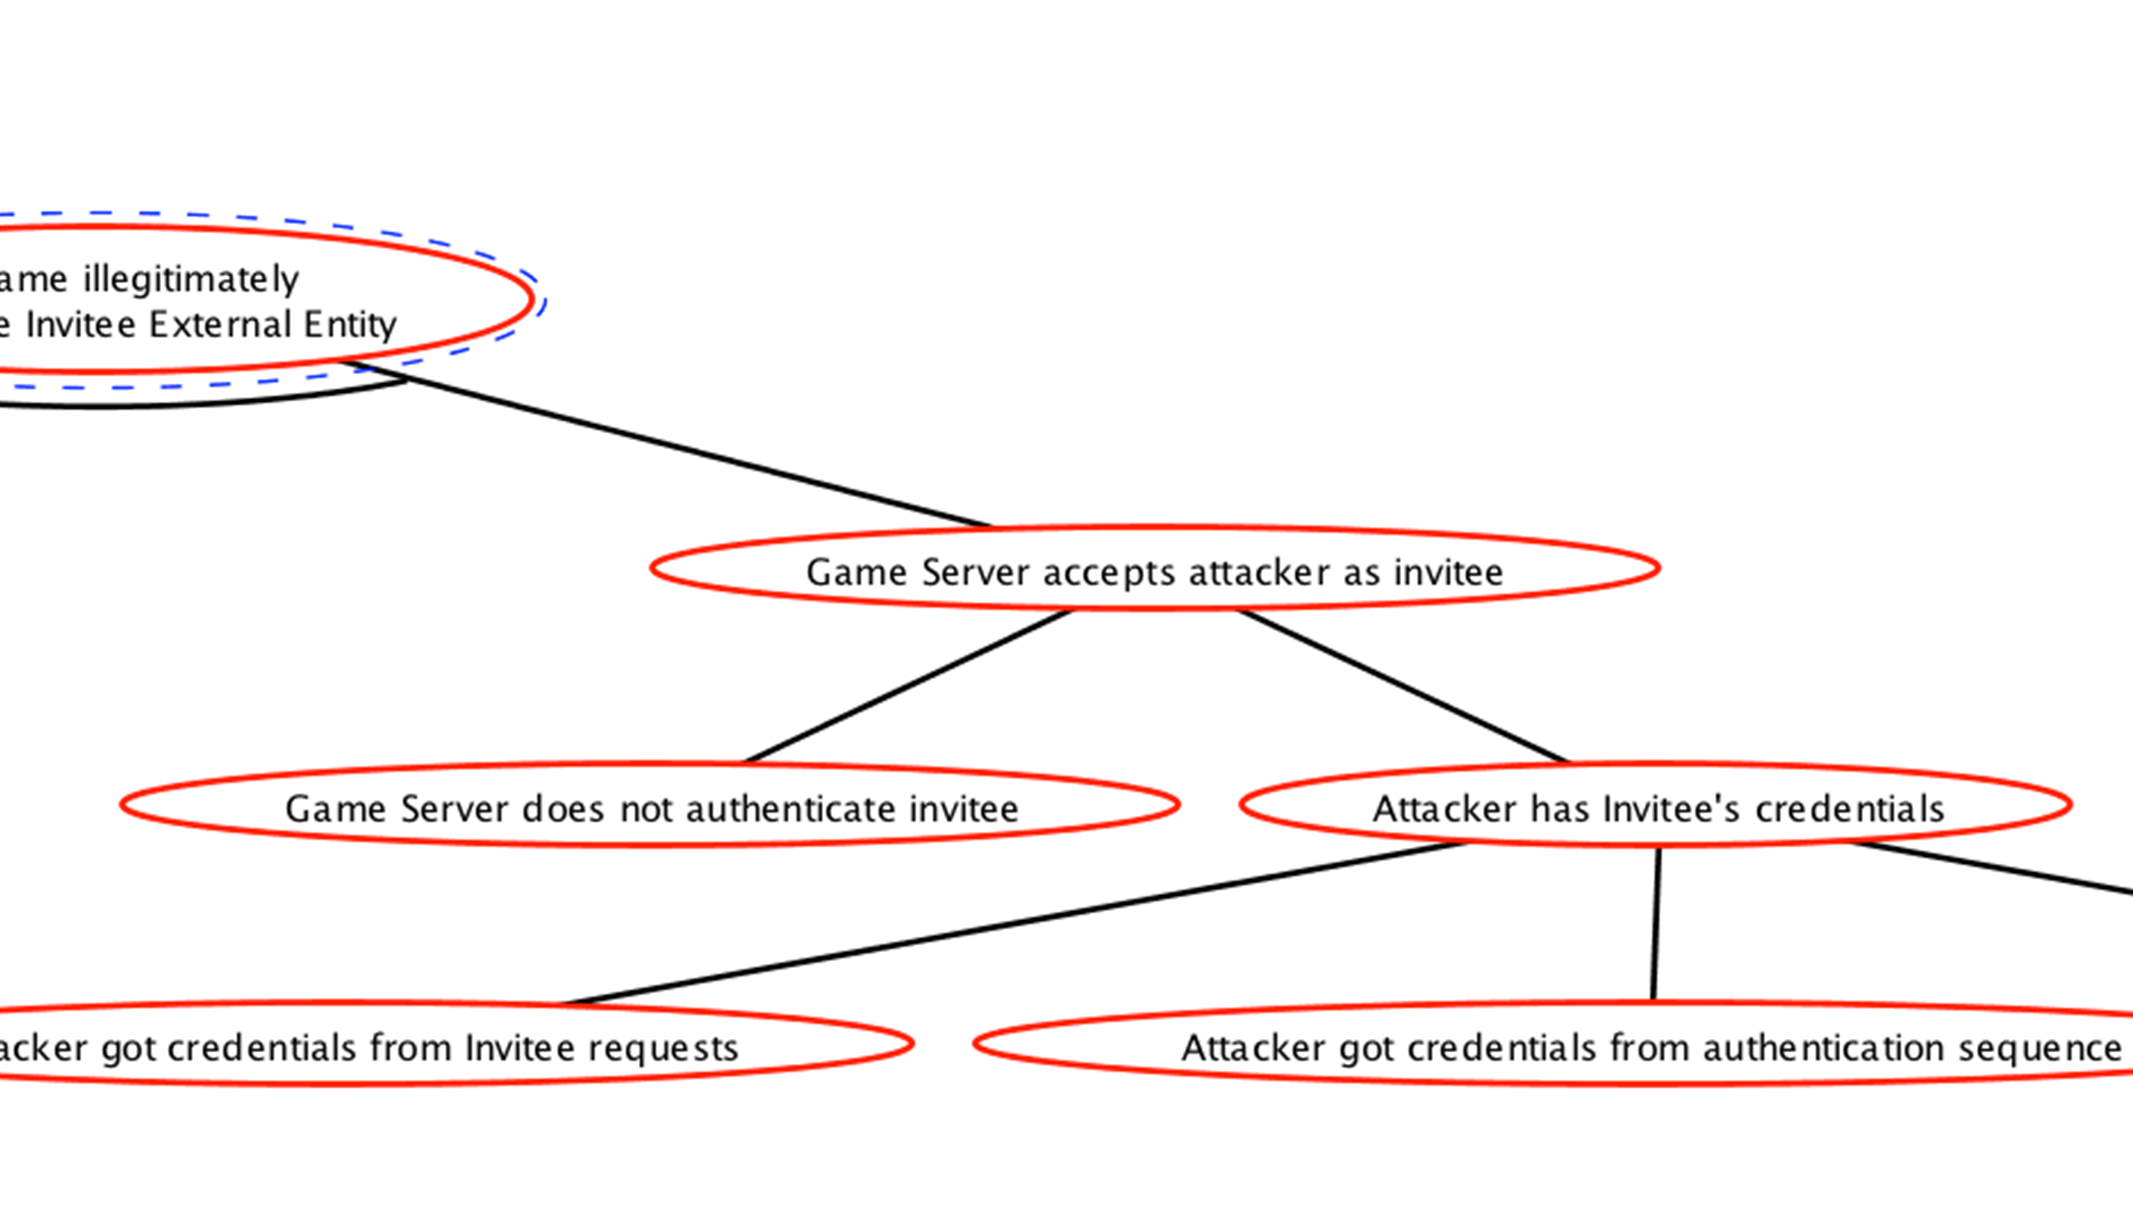 ame illegitimately
e Invitee External Entity
Game Server accepts attacker as invitee
Game Server does not authenticate invitee
Attacker has Invitee's credentials
acker got credentials from Invitee requests
Attacker got credentials from authentication sequence